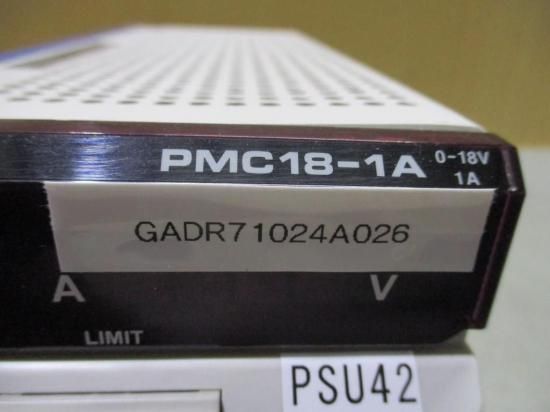 PMC18-1A 0-18V
1A
GADR71024A026
A V
LIMIT
PSU42